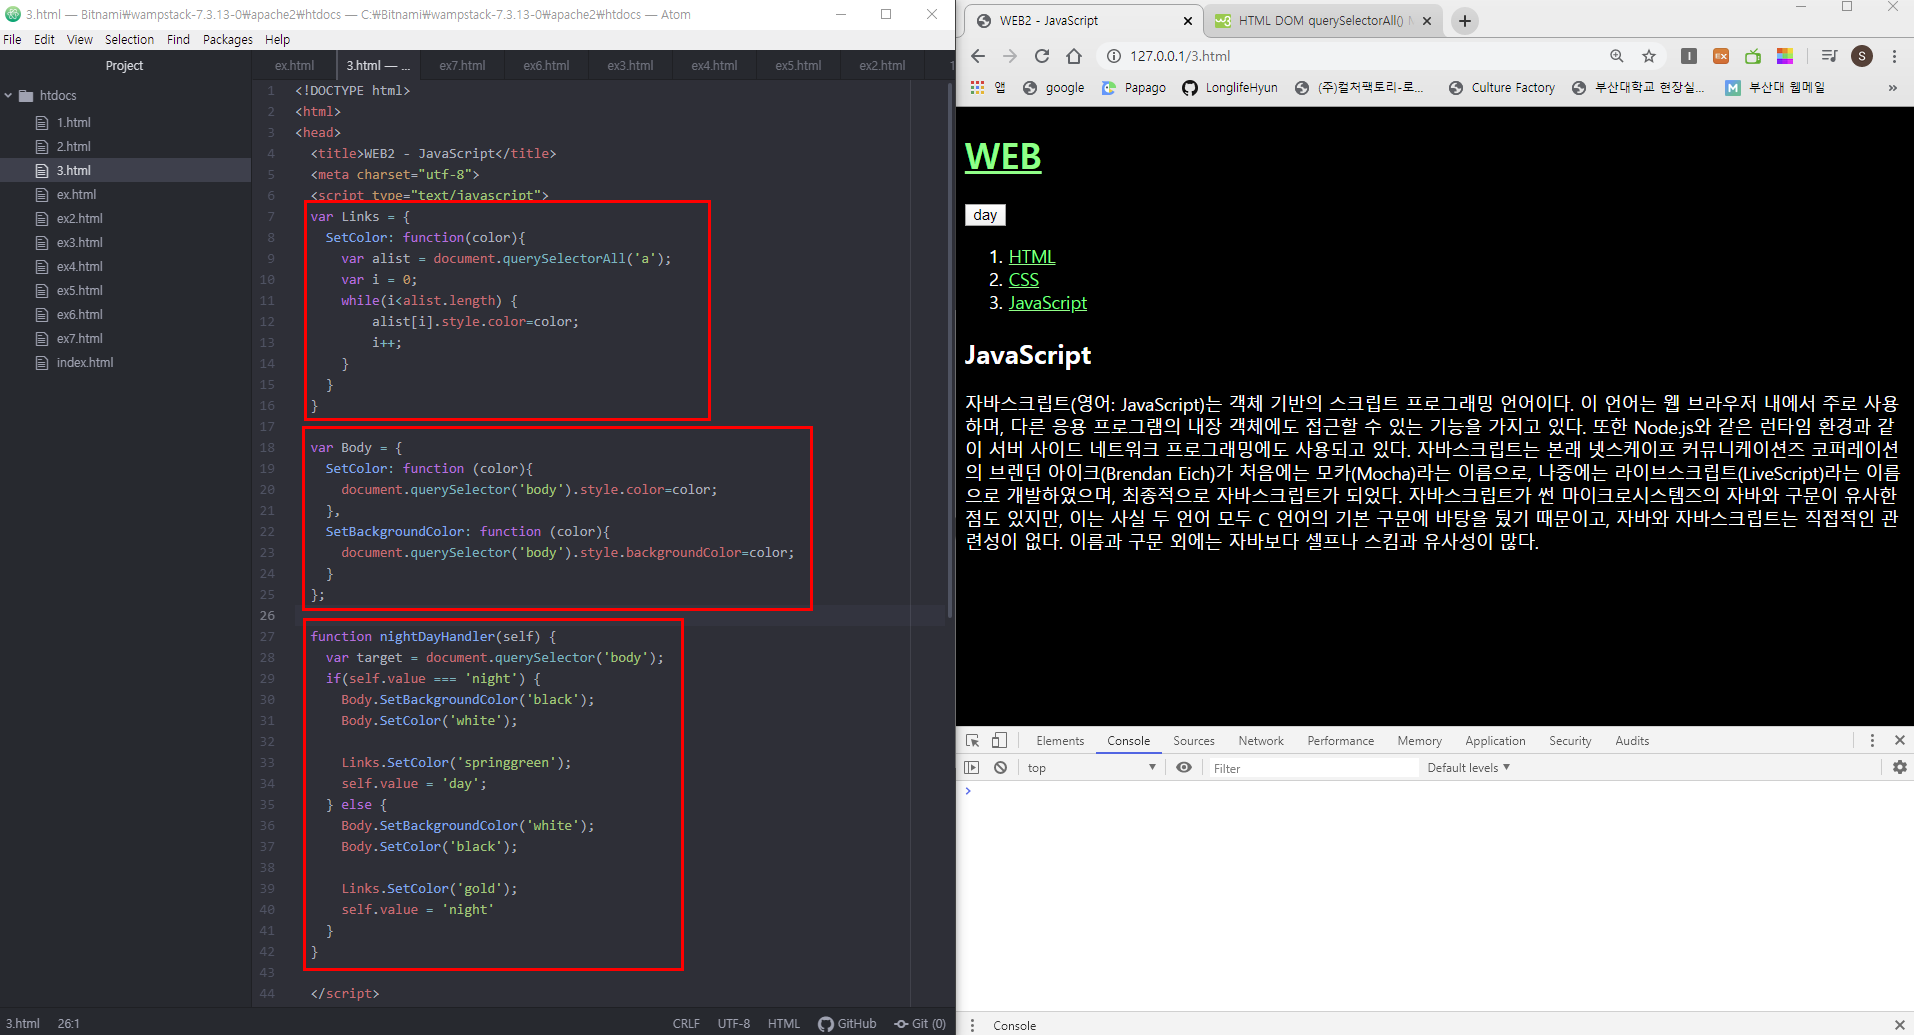 3.html — Bitnami₩wampstack-7.3.13-0₩apache2₩htdocs — C:₩Bitnami₩wampstack-7.3.13-0₩apache2₩htdocs — Atom
File Edit View Selection Find Packages Help
Project
htdocs
1.html
2.html
3.html
ex.html
ex2.html
ex3.html
ex4.html
ex5.html
ex6.html
ex7.html
index.html
ex.html 3.html — ... ex7.html ex6.html ex3.html ex4.html ex5.html ex2.html 1
1 <!DOCTYPE html>
2 <html>
3 <head>
4 <title>WEB2 - JavaScript</title>
5 <meta charset="utf-8">
6 <script type="text/javascript">
7 var Links = {
8 SetColor: function(color){
9 var alist = document.querySelectorAll('a');
10 var i = 0;
11 while(i<alist.length) {
12 alist[i].style.color=color;
13 i++;
14 }
15 }
16 }
17
18 var Body = {
19 SetColor: function (color){
20 document.querySelector('body').style.color=color;
21 },
22 SetBackgroundColor: function (color){
23 document.querySelector('body').style.backgroundColor=color;
24 }
25 };
26
27 function nightDayHandler(self) {
28 var target = document.querySelector('body');
29 if(self.value === 'night') {
30 Body.SetBackgroundColor('black');
31 Body.SetColor('white');
32
33 Links.SetColor('springgreen');
34 self.value = 'day';
35 } else {
36 Body.SetBackgroundColor('white');
37 Body.SetColor('black');
38
39 Links.SetColor('gold');
40 self.value = 'night'
41 }
42 }
43
44 </script>
3.html 26:1 CRLF UTF-8 HTML GitHub Git (0)
WEB2 - JavaScript HTML DOM querySelectorAll()
127.0.0.1/3.html
앱 google Papago LonglifeHyun (주)컬처팩토리-로... Culture Factory 부산대학교 현장실... 부산대 웹메일 »
WEB
day
1. HTML
2. CSS
3. JavaScript
JavaScript
자바스크립트(영어: JavaScript)는 객체 기반의 스크립트 프로그래밍 언어이다. 이 언어는 웹 브라우저 내에서 주로 사용
하며, 다른 응용 프로그램의 내장 객체에도 접근할 수 있는 기능을 가지고 있다. 또한 Node.js와 같은 런타임 환경과 같
이 서버 사이드 네트워크 프로그래밍에도 사용되고 있다. 자바스크립트는 본래 넷스케이프 커뮤니케이션즈 코퍼레이션
의 브렌던 아이크(Brendan Eich)가 처음에는 모카(Mocha)라는 이름으로, 나중에는 라이브스크립트(LiveScript)라는 이름
으로 개발하였으며, 최종적으로 자바스크립트가 되었다. 자바스크립트가 썬 마이크로시스템즈의 자바와 구문이 유사한
점도 있지만, 이는 사실 두 언어 모두 C 언어의 기본 구문에 바탕을 뒀기 때문이고, 자바와 자바스크립트는 직접적인 관
련성이 없다. 이름과 구문 외에는 자바보다 셀프나 스킴과 유사성이 많다.
Elements Console Sources Network Performance Memory Application Security Audits
top Filter Default levels
Console